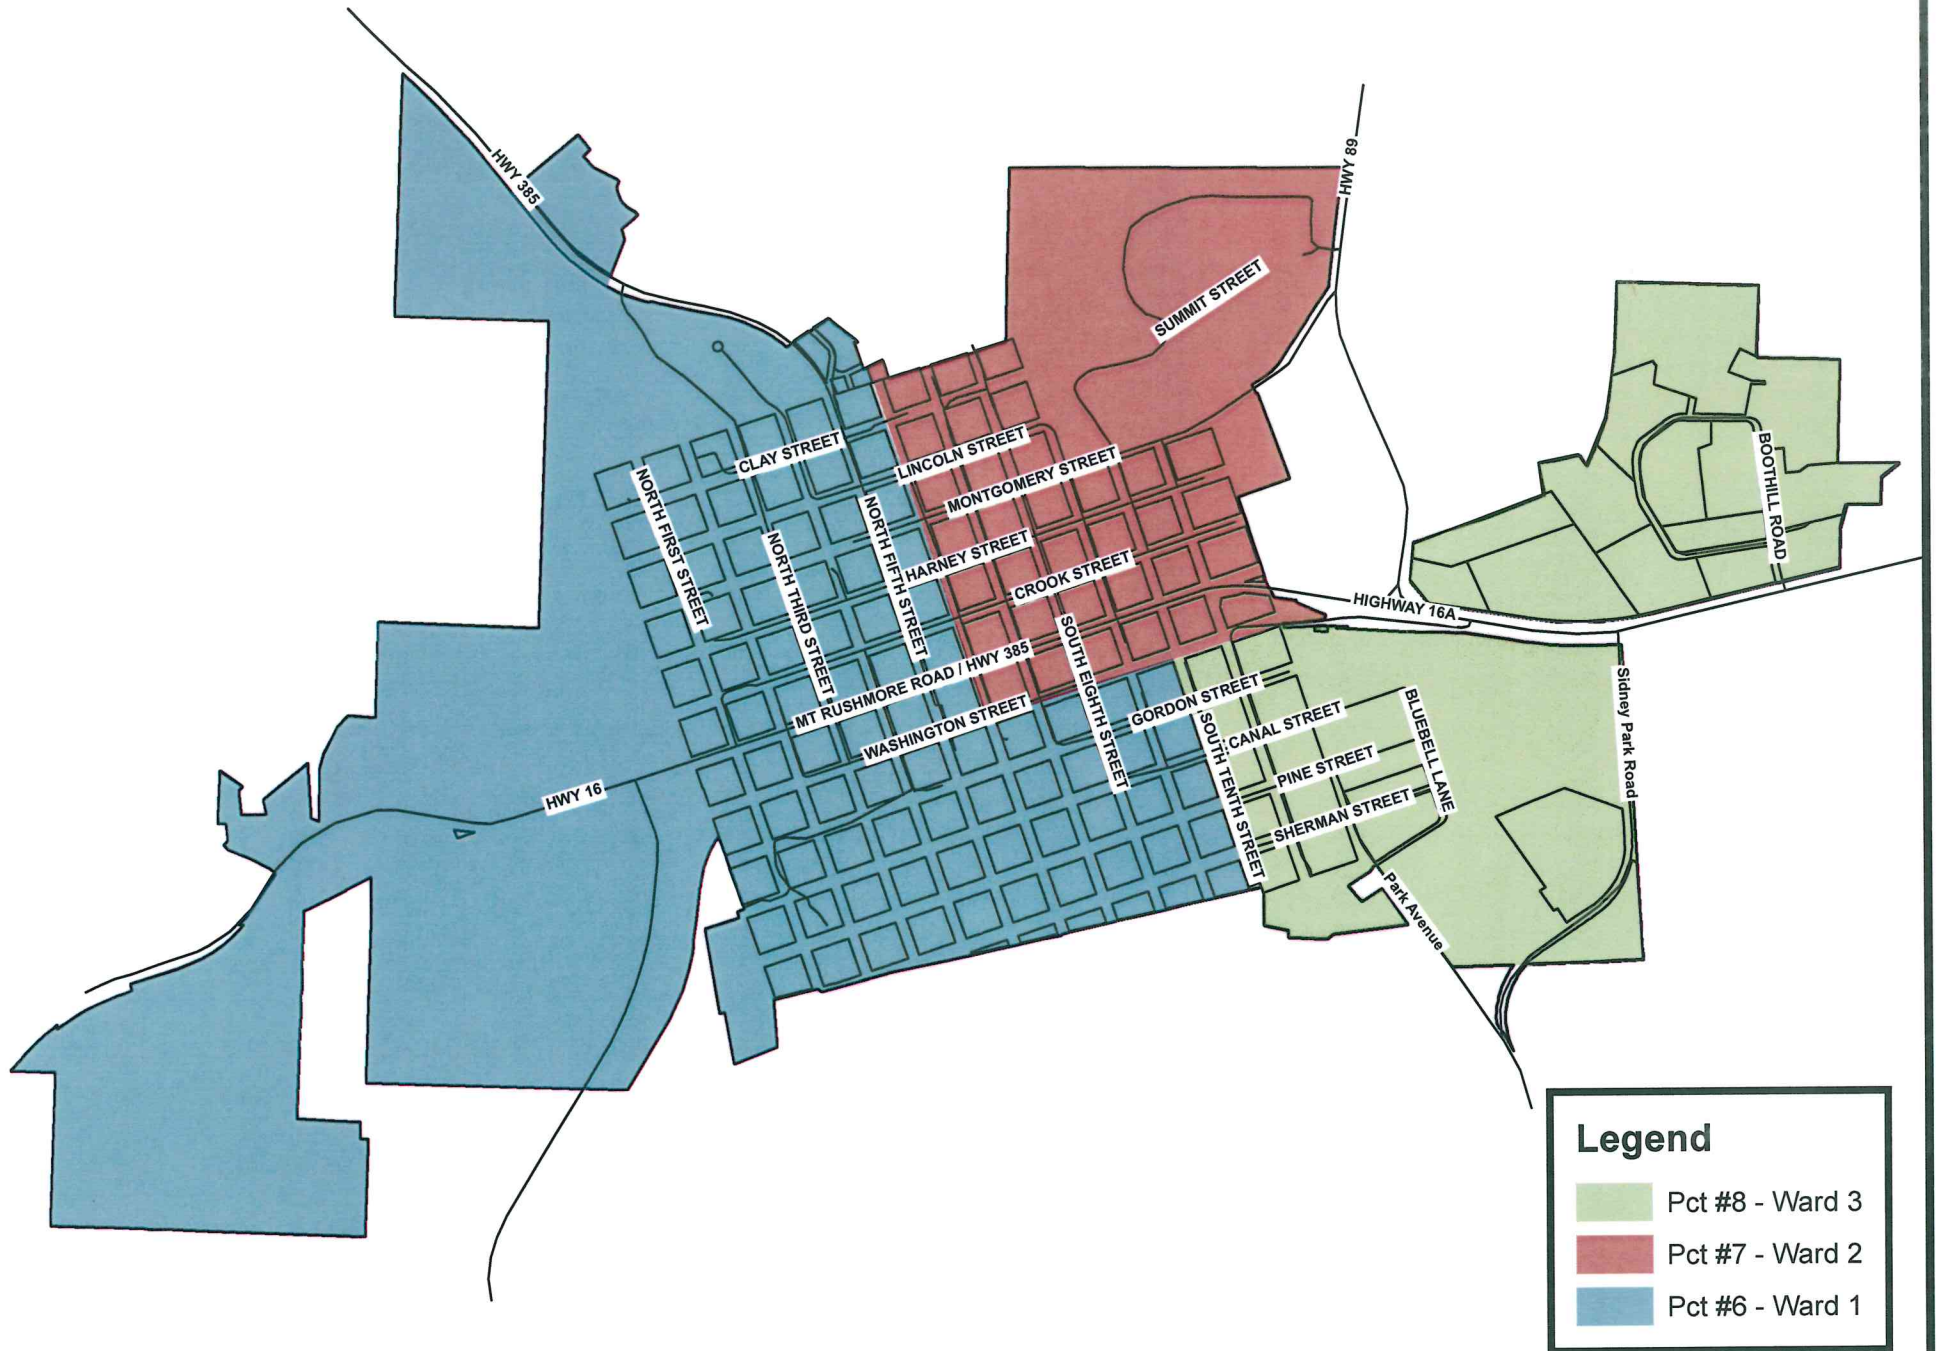 HWY 385
HWY 89
SUMMIT STREET
CLAY STREET
LINCOLN STREET
MONTGOMERY STREET
BOOTHILL ROAD
NORTH FIRST STREET
NORTH THIRD STREET
NORTH FIFTH STREET
HARNEY STREET
CROOK STREET
HIGHWAY 16A
SOUTH EIGHTH STREET
MT RUSHMORE ROAD / HWY 385
WASHINGTON STREET
GORDON STREET
SOUTH TENTH STREET
CANAL STREET
BLUEBELL LANE
Sidney Park Road
PINE STREET
SHERMAN STREET
HWY 16
Park Avenue
Legend
Pct #8 - Ward 3
Pct #7 - Ward 2
Pct #6 - Ward 1